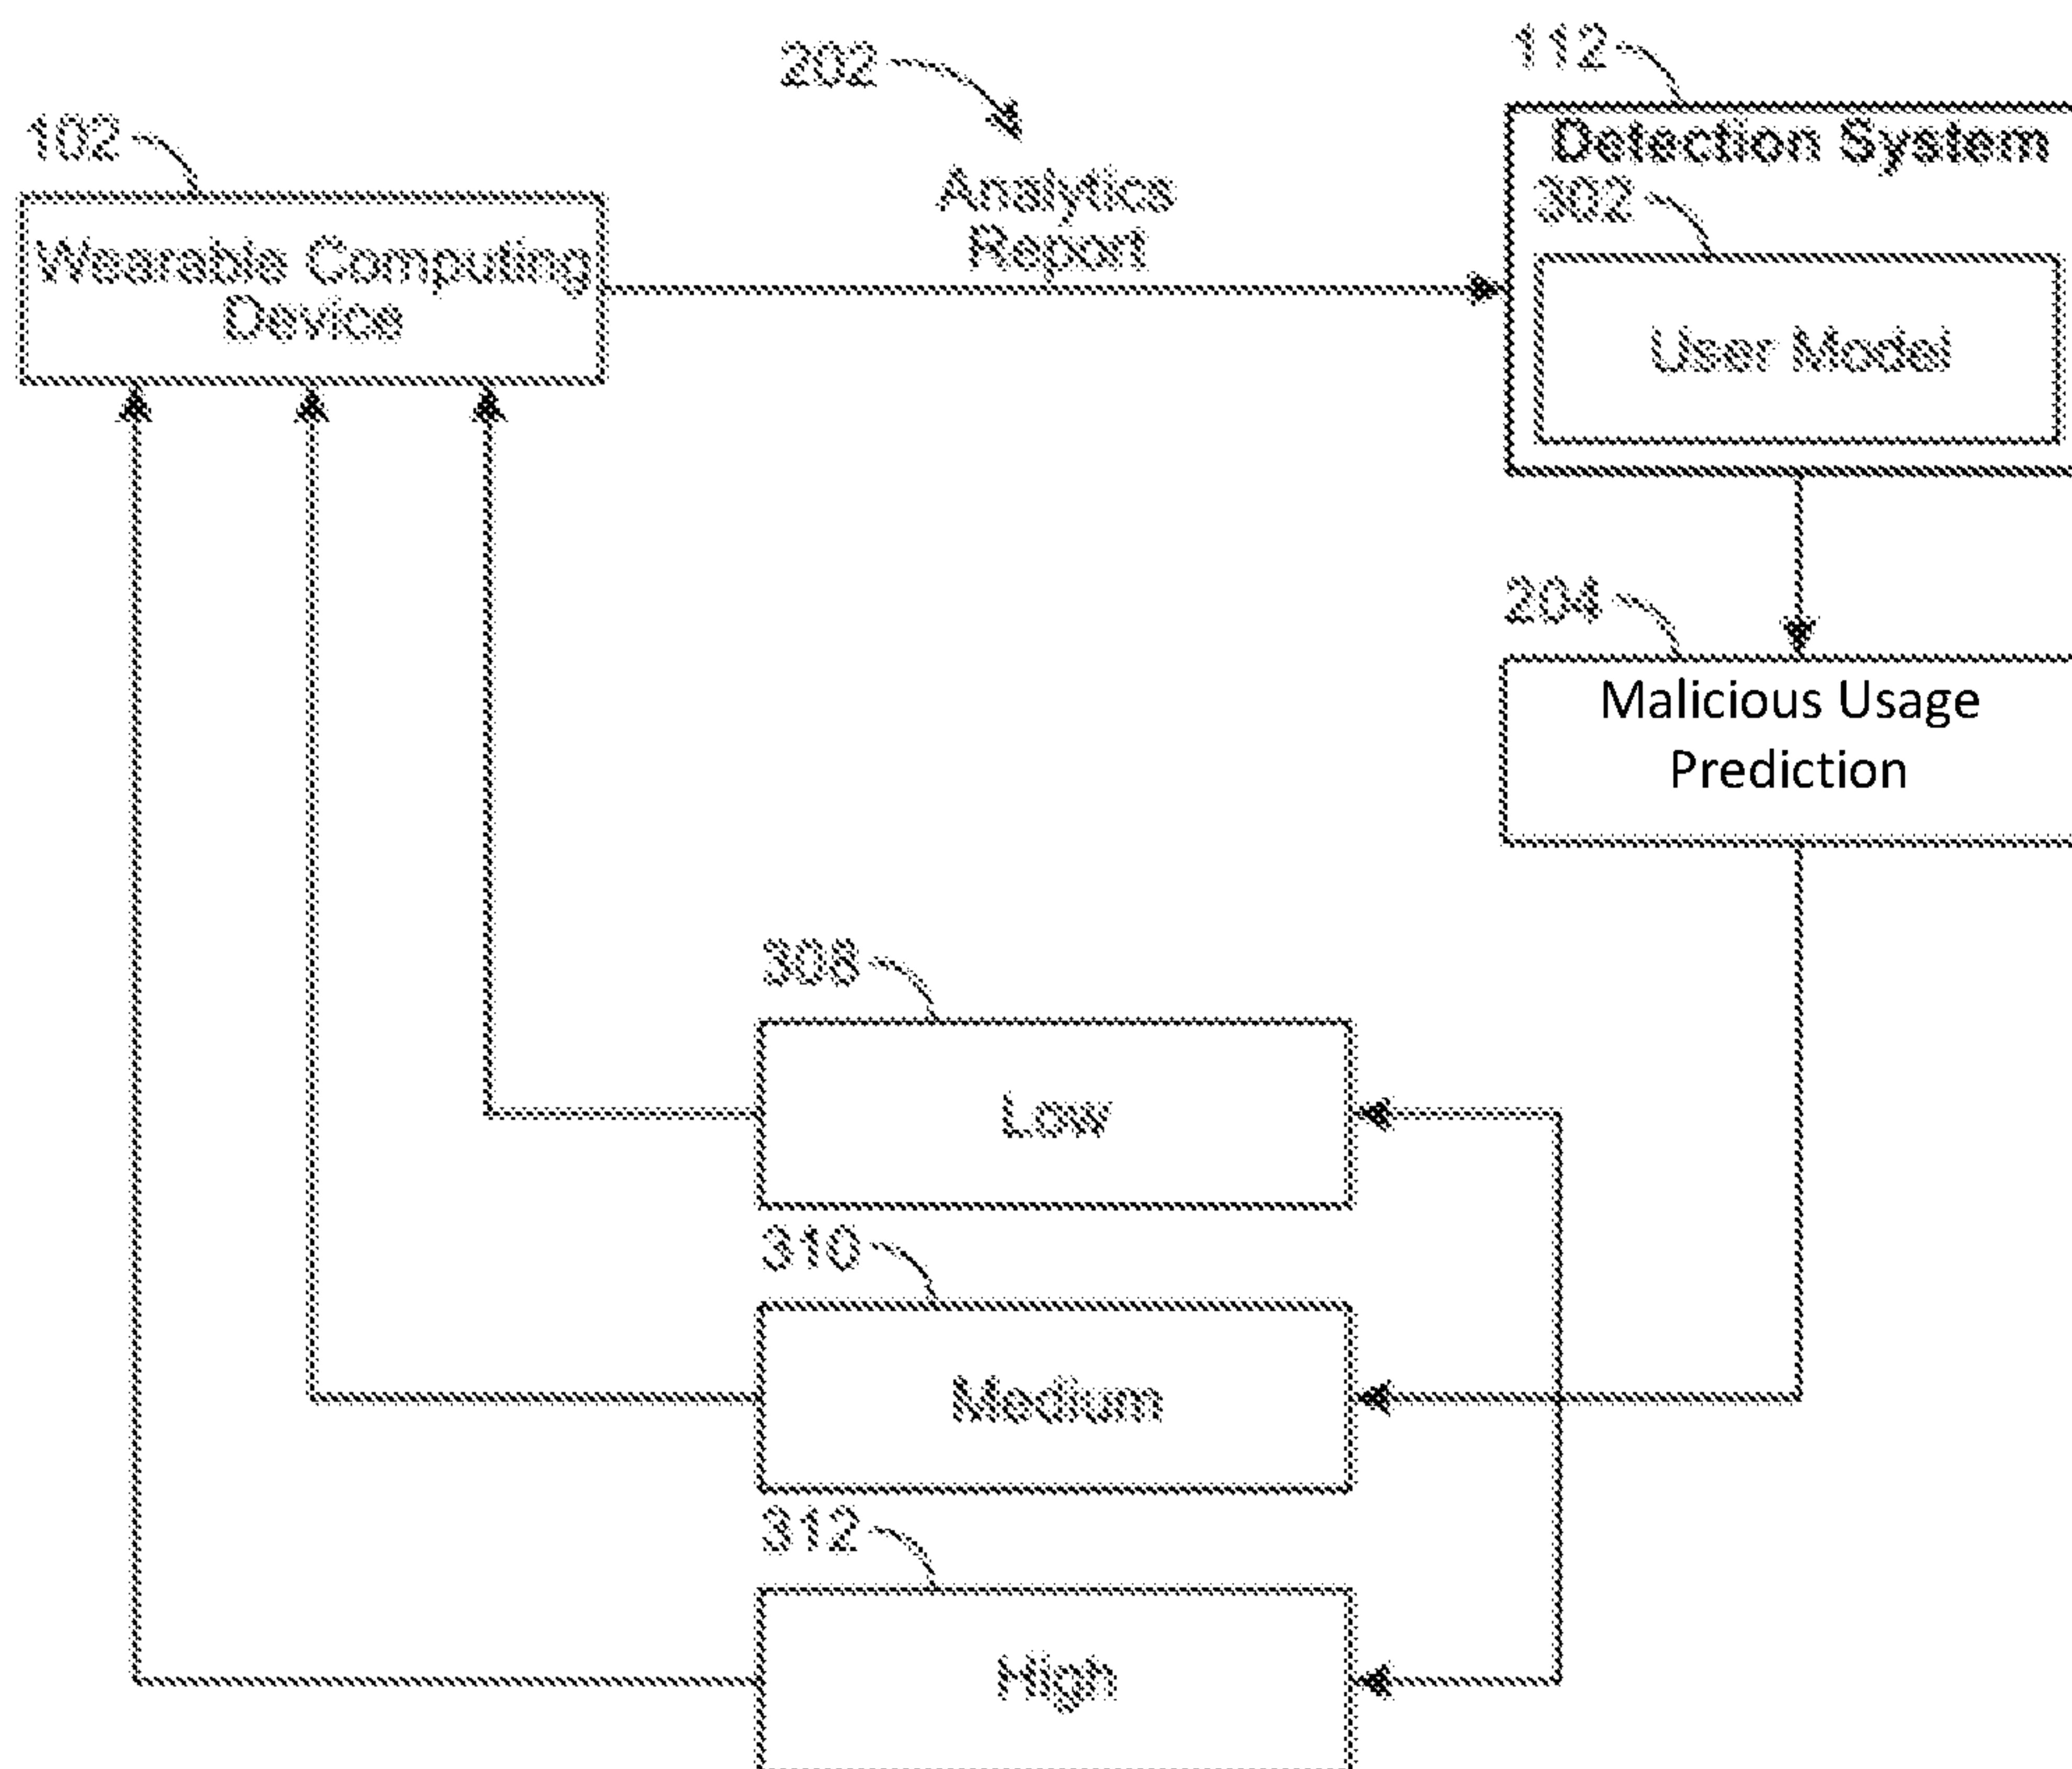 202
112
102
Detection System
Analytics
Report
302
Wearable Computing
Device
User Model
204
Malicious Usage
Prediction
308
Low
310
Medium
312
High